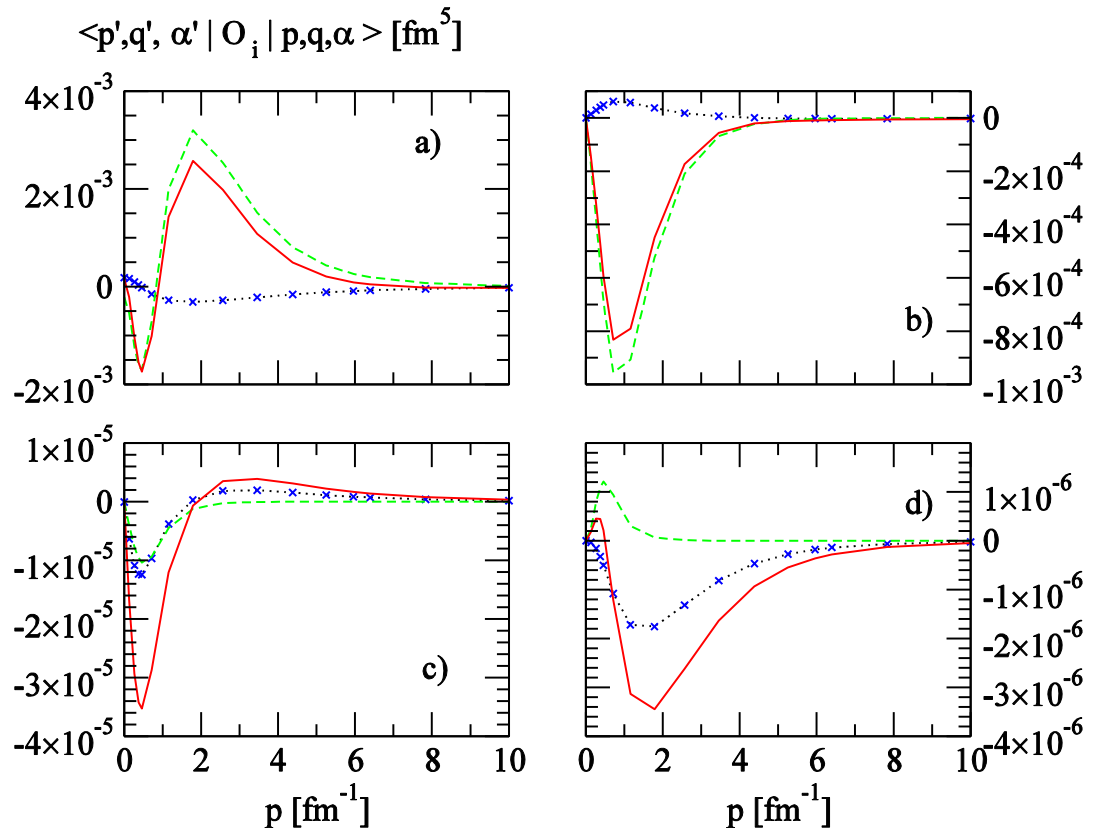 <p',q', α' | O_i | p,q,α > [fm^5]
4×10^-3
2×10^-3
0
-2×10^-3
a)
0
-2×10^-4
-4×10^-4
-6×10^-4
-8×10^-4
-1×10^-3
b)
1×10^-5
0
-1×10^-5
-2×10^-5
-3×10^-5
-4×10^-5
c)
1×10^-6
0
-1×10^-6
-2×10^-6
-3×10^-6
-4×10^-6
d)
0 2 4 6 8 10
0 2 4 6 8 10
p [fm^-1]
p [fm^-1]